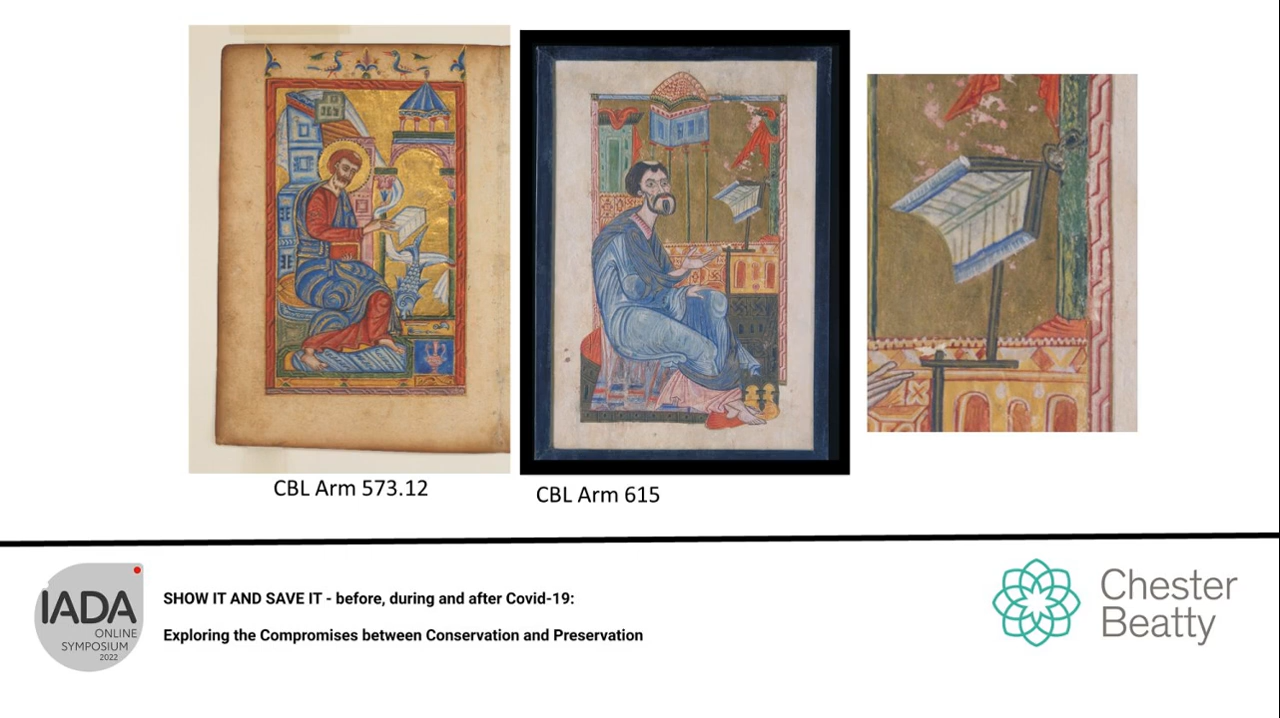 CBL Arm 573.12
CBL Arm 615
IADA
ONLINE
SYMPOSIUM
2022
SHOW IT AND SAVE IT - before, during and after Covid-19:
Exploring the Compromises between Conservation and Preservation
Chester
Beatty